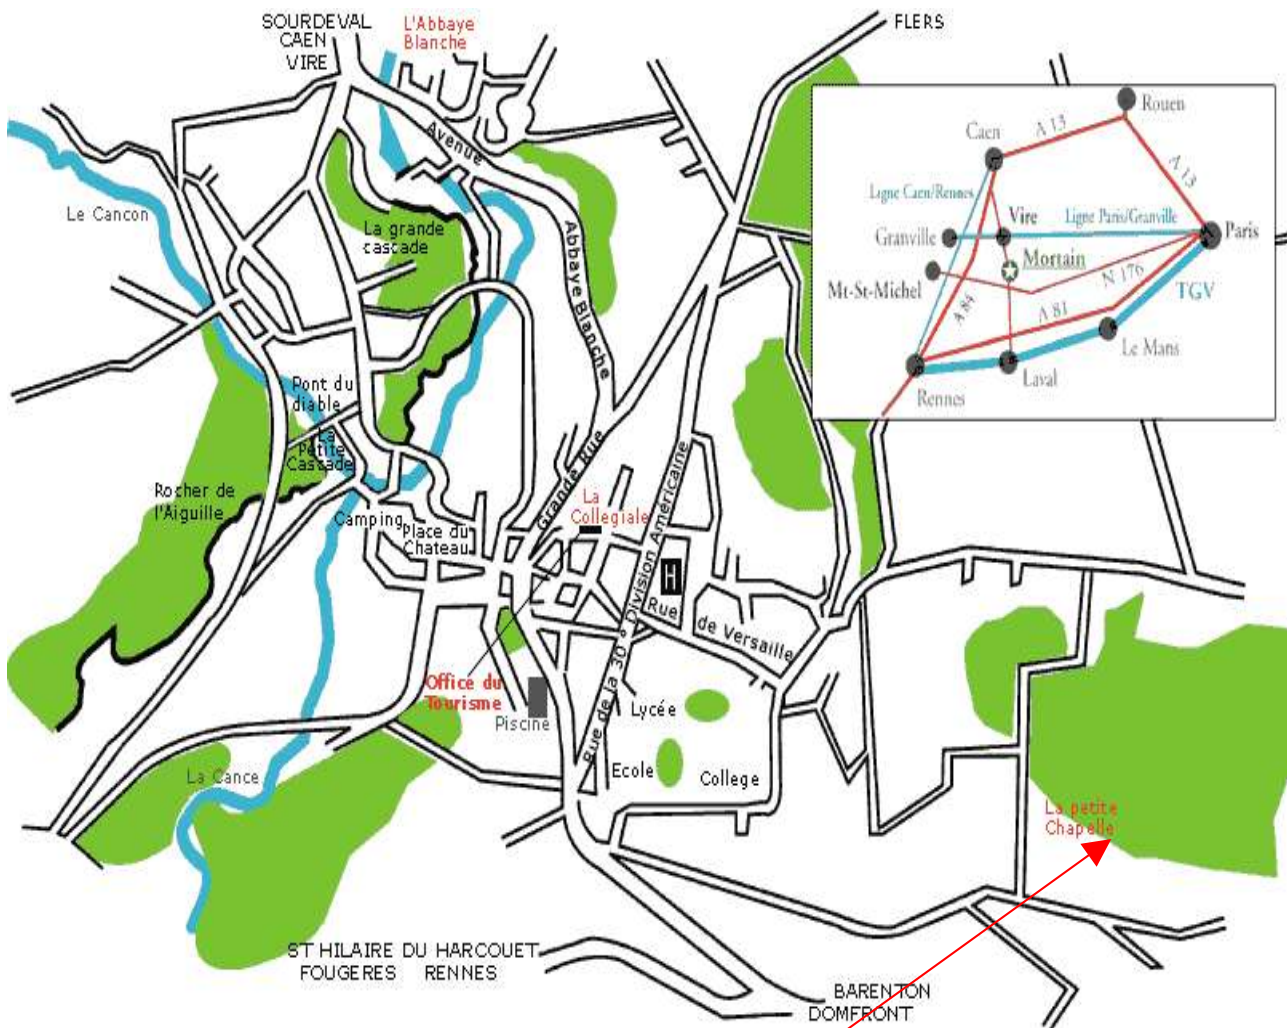 SOURDEVAL
CAEN
VIRE
L'Abbaye
Blanche
FLERS
Avenue
Abbaye Blanche
Le Cancon
La grande
cascade
Pont du
diable
La
Petite
Cascade
Rocher de
l'Aiguille
Camping
Place du
Chateau
Grande Rue
La
Collegiale
Rue de la 30° Division Américaine
H
Rue
de Versaille
Office du
Tourisme
Piscine
Lycée
Ecole
College
La Cance
La petite
Chapelle
ST HILAIRE DU HARCOUET
FOUGERES RENNES
BARENTON
DOMFRONT
Rouen
Caen
A 13
A 13
Ligne Caen/Rennes
Vire
Ligne Paris/Granville
Granville
Paris
Mortain
Mt-St-Michel
N 176
TGV
A 84
A 81
Le Mans
Laval
Rennes